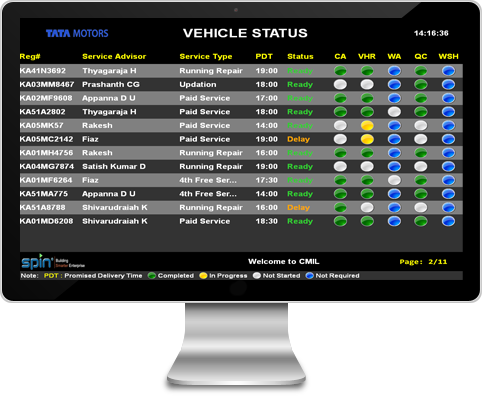 TATA MOTORS VEHICLE STATUS 14:16:36
Reg# Service Advisor Service Type PDT Status CA VHR WA QC WSH
KA41N3692 Thyagaraja H Running Repair 19:00 Ready
KA03MM8467 Prashanth CG Updation 18:00 Ready
KA02MF9608 Appanna D U Paid Service 17:00 Ready
KA51A2802 Thyagaraja H Paid Service 18:00 Ready
KA05MK57 Rakesh Paid Service 14:00 Ready
KA05MC2142 Fiaz Paid Service 19:00 Delay
KA01MH4756 Rakesh Running Repair 16:00 Ready
KA04MG7874 Satish Kumar D Running Repair 19:00 Ready
KA01MF6264 Fiaz 4th Free Ser... 17:30 Ready
KA51MA775 Appanna D U 4th Free Ser... 14:00 Ready
KA51A8788 Shivarudraiah K Running Repair 16:00 Delay
KA01MD6208 Shivarudraiah K Paid Service 18:30 Ready
spin Building Smarter Enterprise Welcome to CMIL Page: 2/11
Note: PDT : Promised Delivery Time Completed In Progress Not Started Not Required